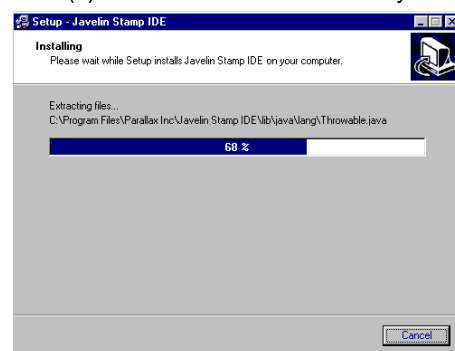 Setup - Javelin Stamp IDE
Installing
Please wait while Setup installs Javelin Stamp IDE on your computer.
Extracting files...
C:\Program Files\Parallax Inc\Javelin Stamp IDE\lib\java\lang\Throwable.java
68 %
Cancel